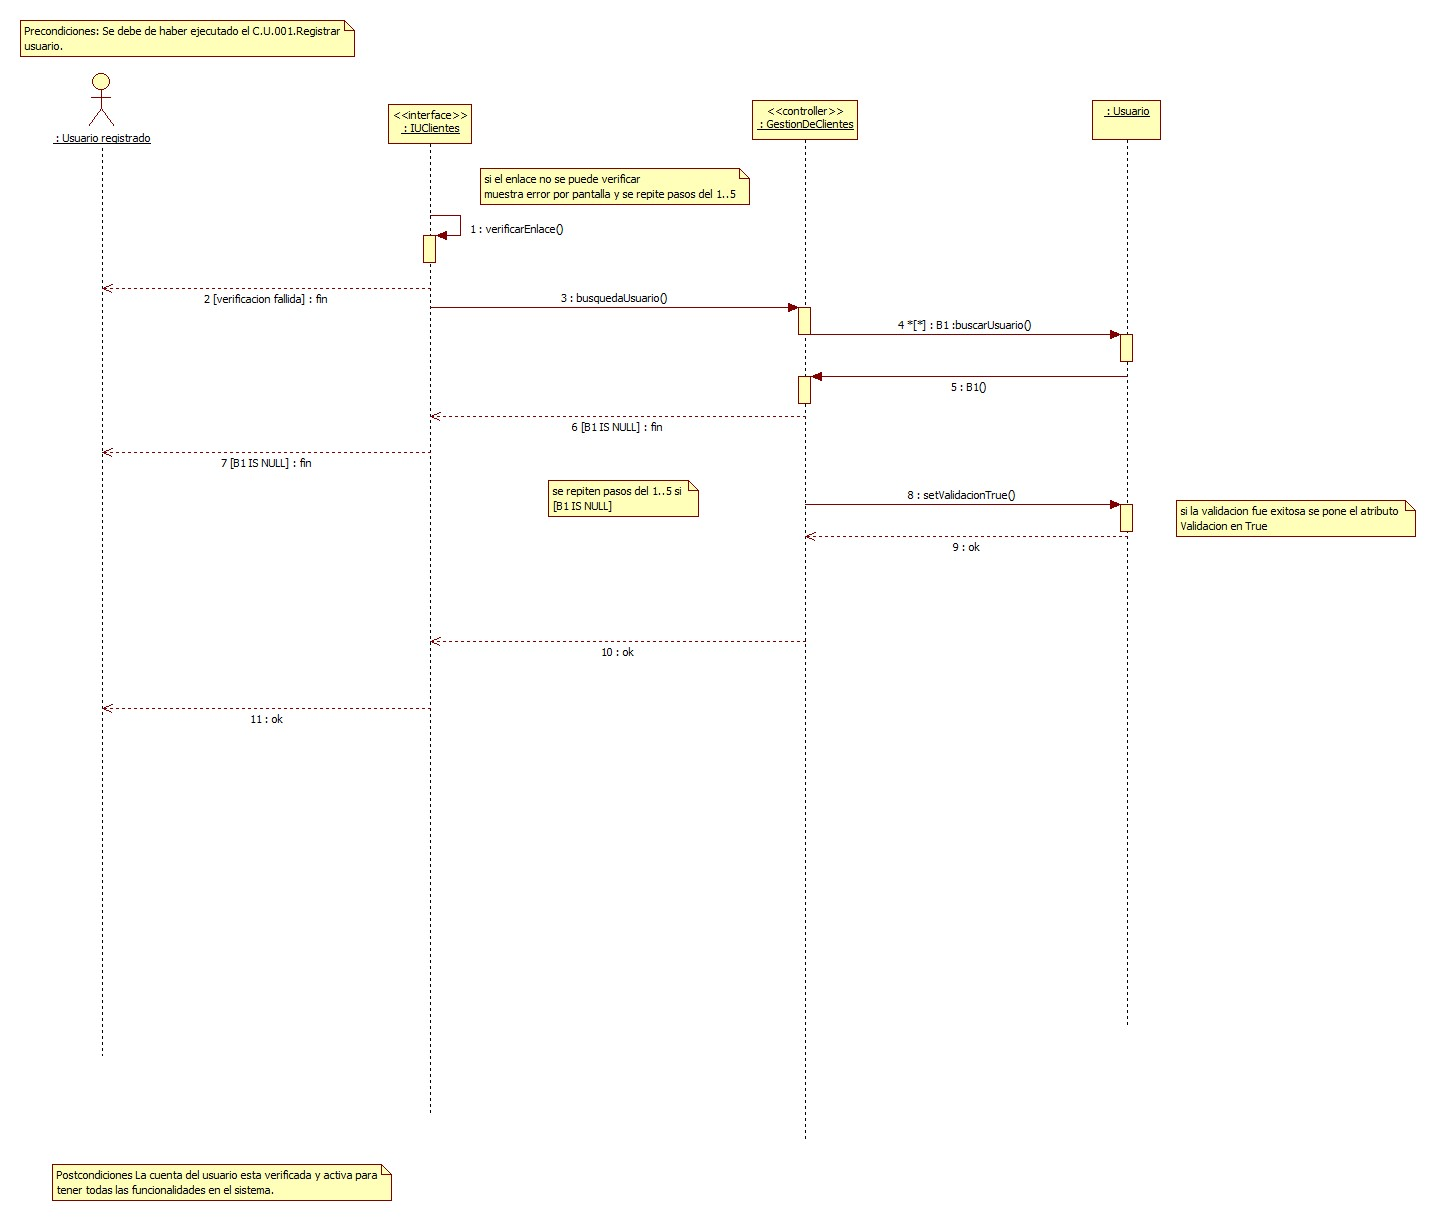 Precondiciones: Se debe de haber ejecutado el C.U.001.Registrar
usuario.
: Usuario registrado
<<interface>>
: IUClientes
<<controller>>
: GestionDeClientes
: Usuario
si el enlace no se puede verificar
muestra error por pantalla y se repite pasos del 1..5
1 : verificarEnlace()
2 [verificacion fallida] : fin
3 : busquedaUsuario()
4 *[*] : B1 :buscarUsuario()
5 : B1()
6 [B1 IS NULL] : fin
7 [B1 IS NULL] : fin
se repiten pasos del 1..5 si
[B1 IS NULL]
8 : setValidacionTrue()
si la validacion fue exitosa se pone el atributo
Validacion en True
9 : ok
10 : ok
11 : ok
Postcondiciones La cuenta del usuario esta verificada y activa para
tener todas las funcionalidades en el sistema.